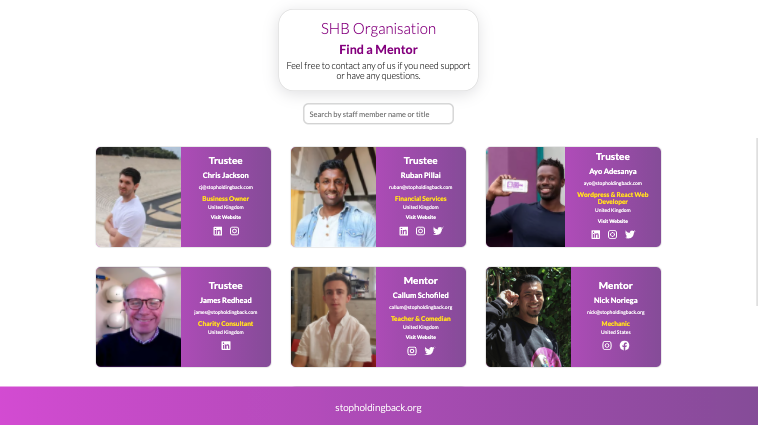 SHB Organisation
Find a Mentor
Feel free to contact any of us if you need support
or have any questions.
Search by staff member name or title
Trustee
Chris Jackson
cj@stopholdingback.com
Business Owner
United Kingdom
Visit Website
Trustee
Ruban Pillai
ruban@stopholdingback.com
Financial Services
United Kingdom
Visit Website
Trustee
Ayo Adesanya
ayo@stopholdingback.com
Wordpress & React Web
Developer
United Kingdom
Visit Website
Trustee
James Redhead
james@stopholdingback.com
Charity Consultant
United Kingdom
Mentor
Callum Schofiled
callum@stopholdingback.org
Teacher & Comedian
United Kingdom
Visit Website
Mentor
Nick Noriega
nick@stopholdingback.org
Mechanic
United States
stopholdingback.org